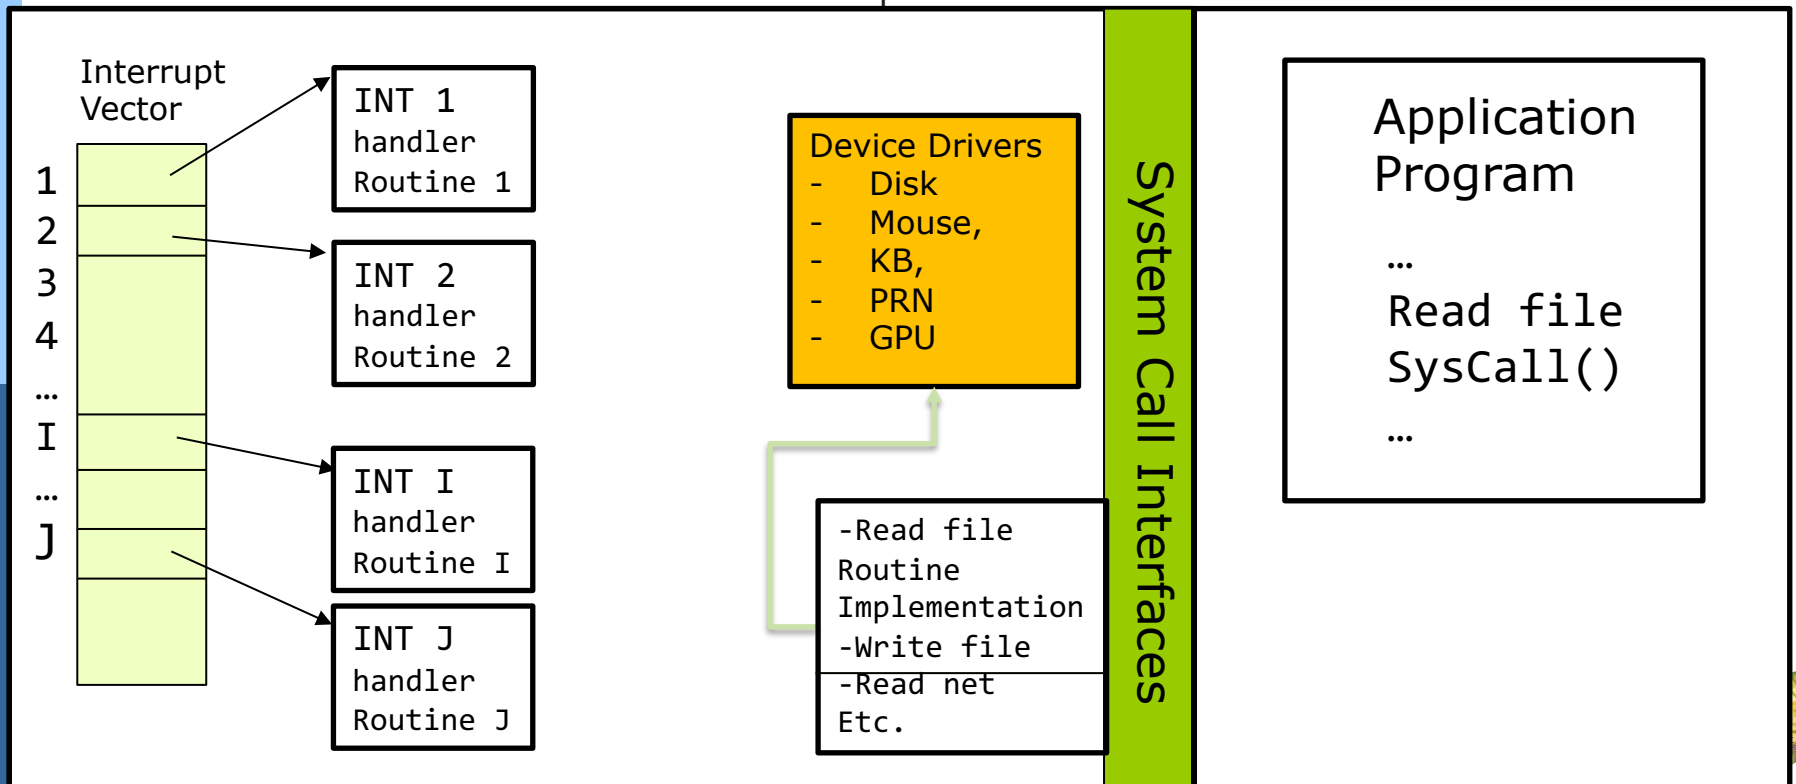 Interrupt
Vector
1
2
3
4
…
I
…
J
INT 1
handler
Routine 1
INT 2
handler
Routine 2
INT I
handler
Routine I
INT J
handler
Routine J
Device Drivers
- Disk
- Mouse,
- KB,
- PRN
- GPU
-Read file
Routine
Implementation
-Write file
-Read net
Etc.
System Call Interfaces
Application
Program
…
Read file
SysCall()
…